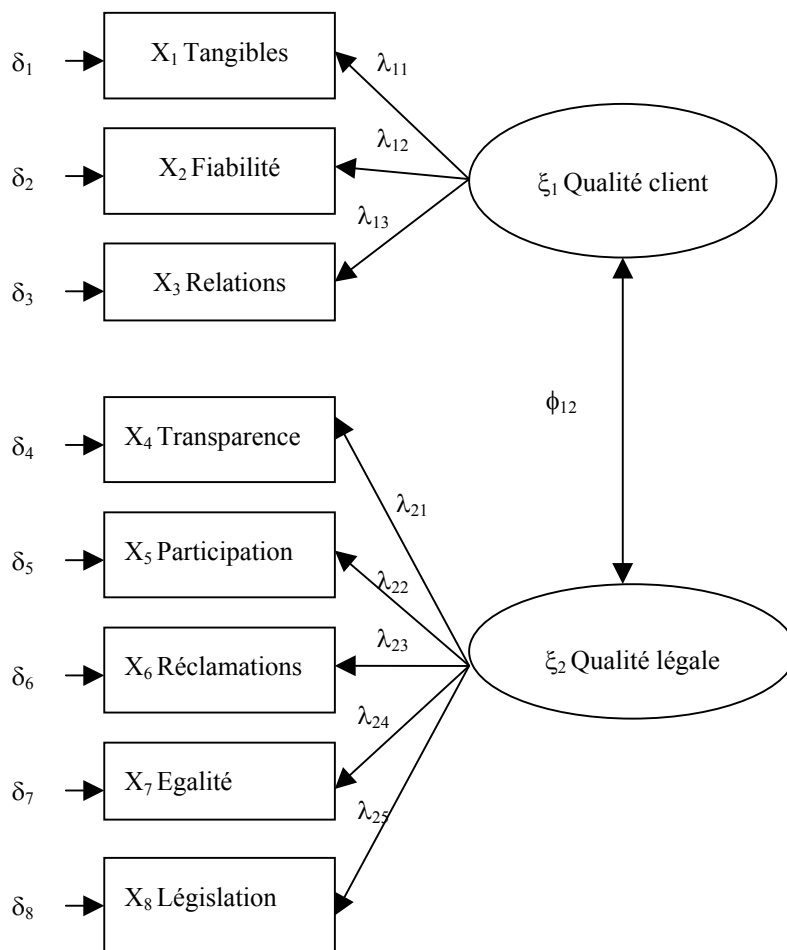 δ₁
X₁ Tangibles
λ₁₁
δ₂
X₂ Fiabilité
λ₁₂
ξ₁ Qualité client
δ₃
X₃ Relations
λ₁₃
ϕ₁₂
δ₄
X₄ Transparence
λ₂₁
δ₅
X₅ Participation
λ₂₂
δ₆
X₆ Réclamations
λ₂₃
ξ₂ Qualité légale
δ₇
X₇ Egalité
λ₂₄
δ₈
X₈ Législation
λ₂₅